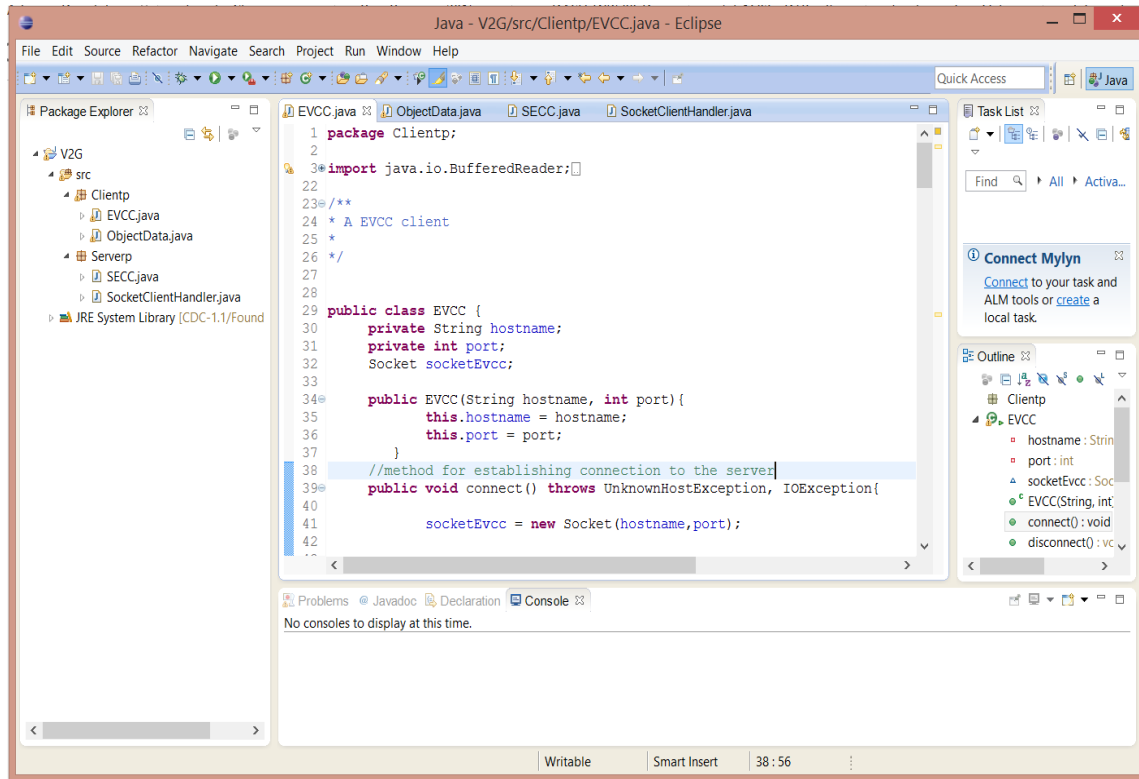 Java - V2G/src/Clientp/EVCC.java - Eclipse
File Edit Source Refactor Navigate Search Project Run Window Help
Quick Access
Java
Package Explorer
V2G
src
Clientp
EVCC.java
ObjectData.java
Serverp
SECC.java
SocketClientHandler.java
JRE System Library [CDC-1.1/Found
EVCC.java ObjectData.java SECC.java SocketClientHandler.java
1 package Clientp;
2
3 import java.io.BufferedReader;
22
23 /**
24 * A EVCC client
25 *
26 */
27
28
29 public class EVCC {
30 private String hostname;
31 private int port;
32 Socket socketEvcc;
33
34 public EVCC(String hostname, int port){
35 this.hostname = hostname;
36 this.port = port;
37 }
38 //method for establishing connection to the server
39 public void connect() throws UnknownHostException, IOException{
40
41 socketEvcc = new Socket(hostname,port);
42
Task List
Find All Activa...
Connect Mylyn
Connect to your task and
ALM tools or create a
local task.
Outline
Clientp
EVCC
hostname : Strin
port : int
socketEvcc : Soc
EVCC(String, int)
connect() : void
disconnect() : vc
Problems @ Javadoc Declaration Console
No consoles to display at this time.
Writable Smart Insert 38 : 56